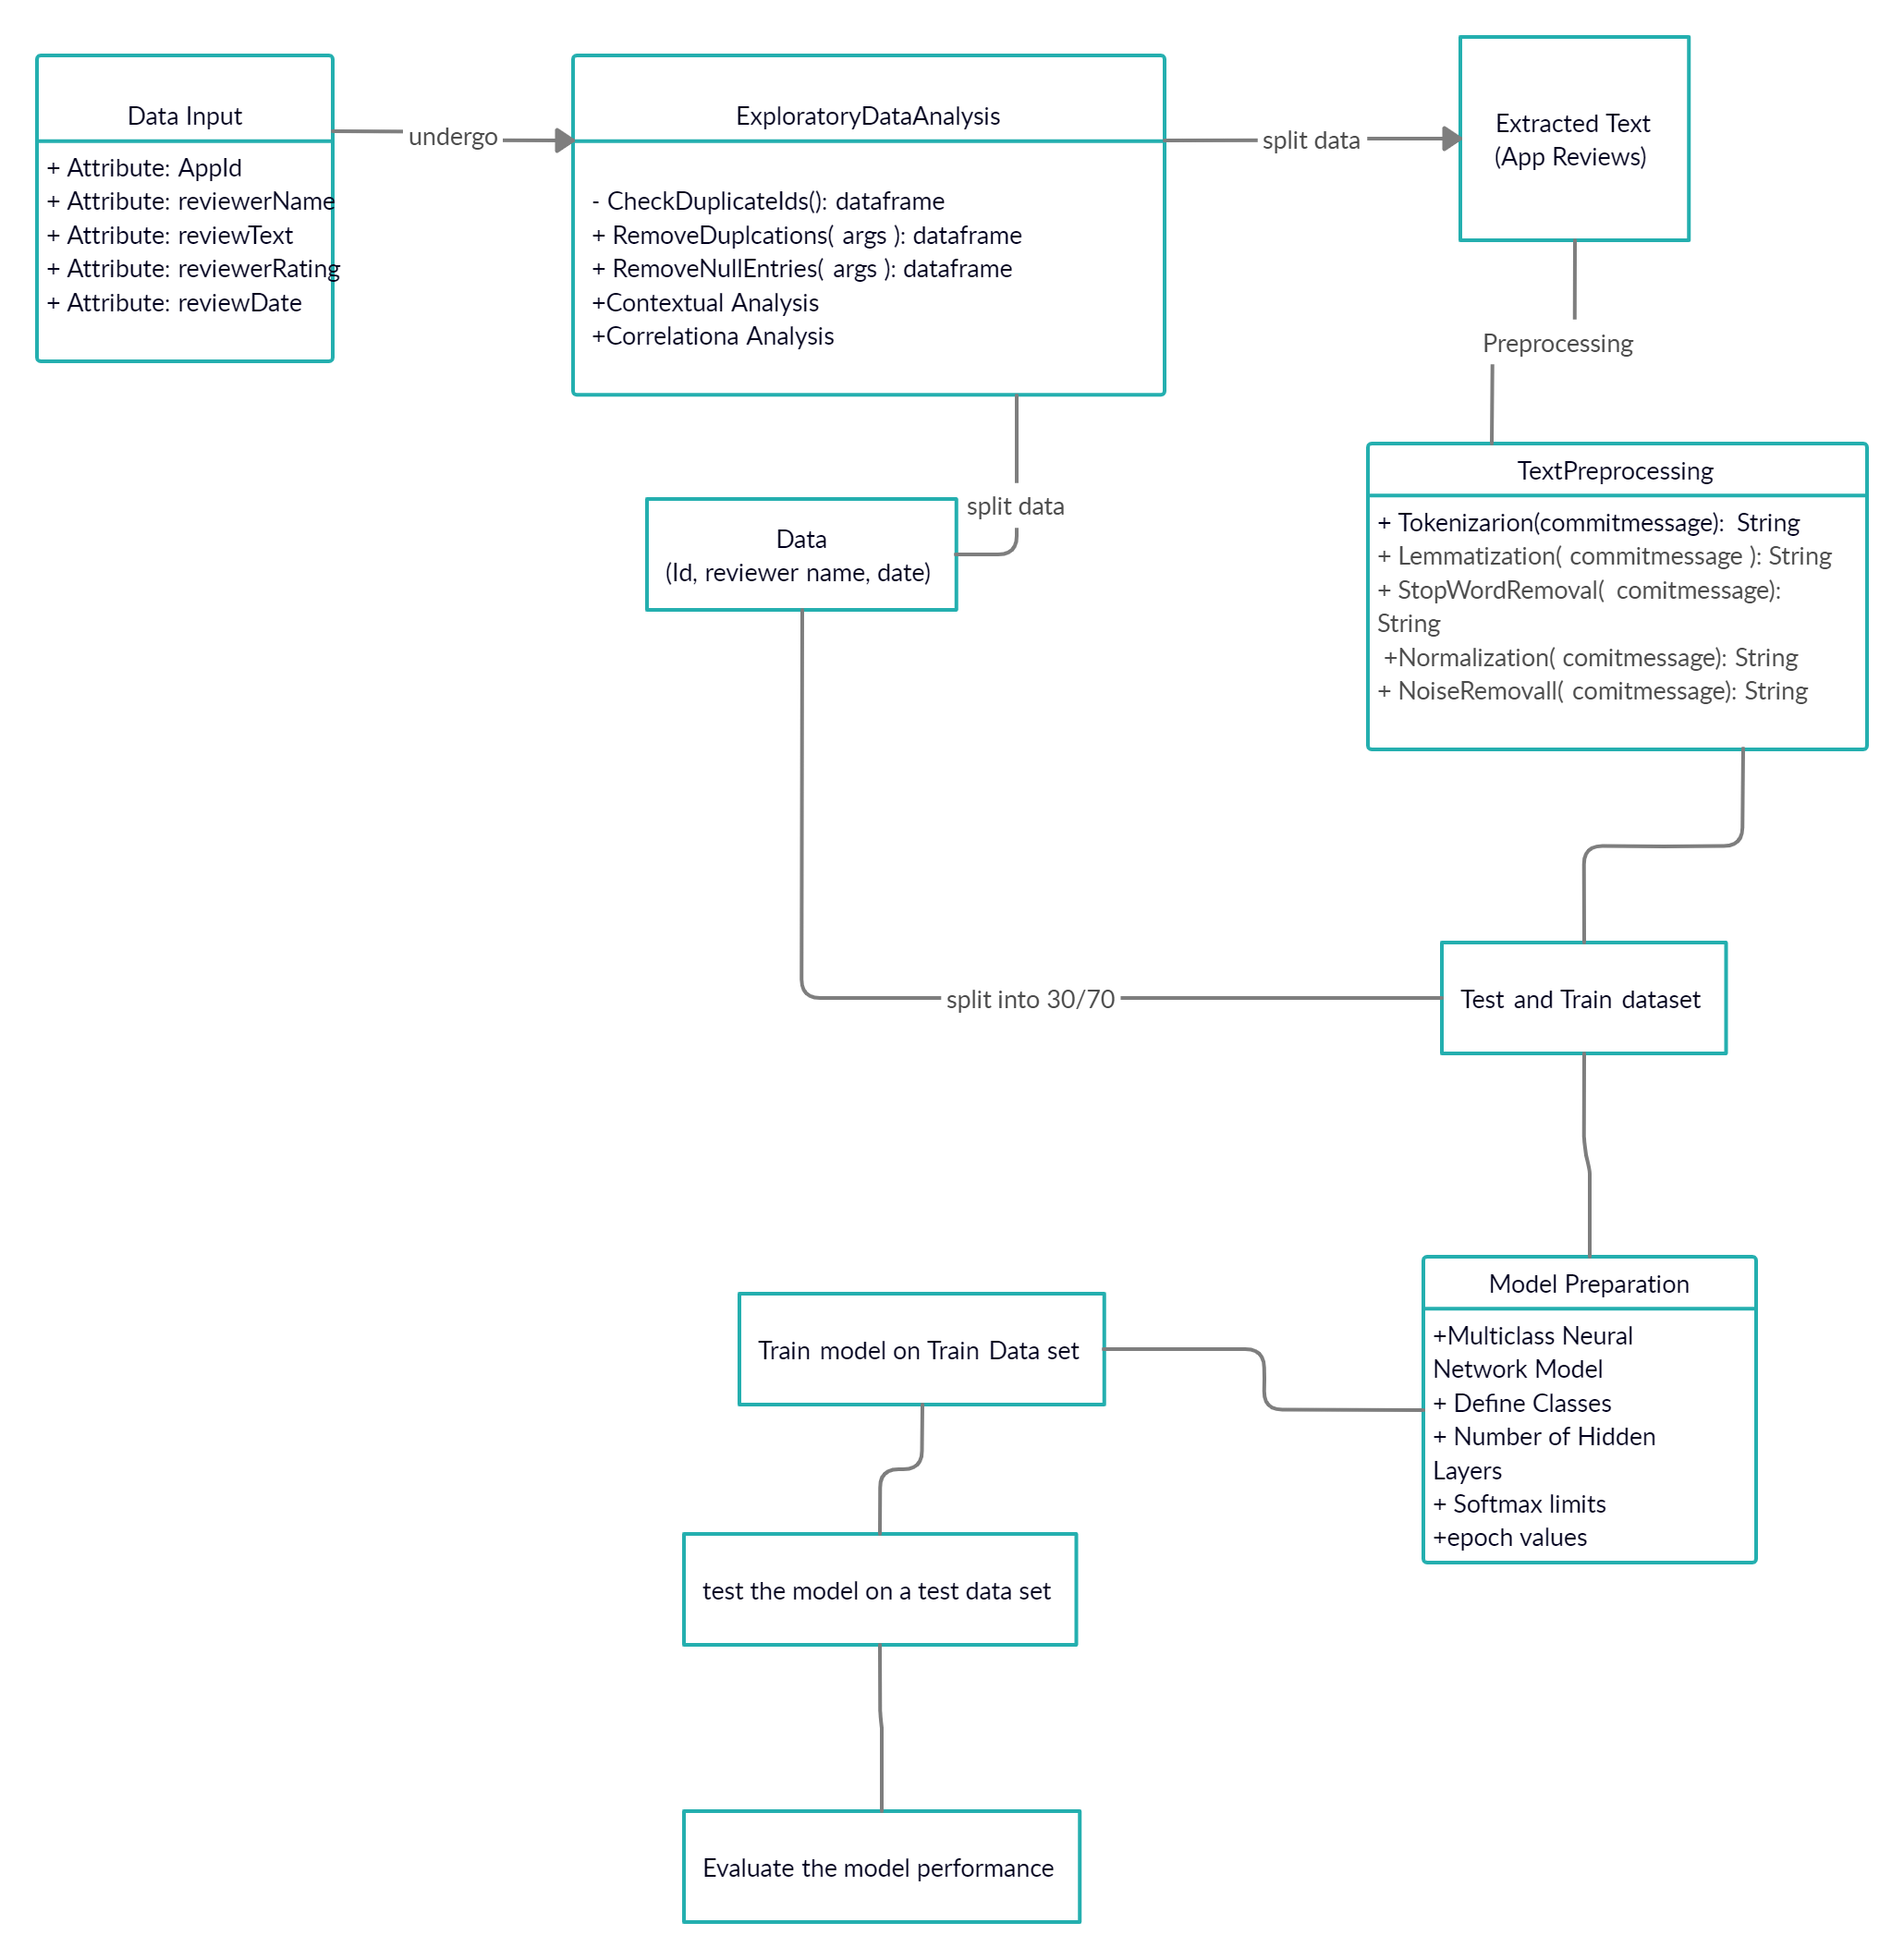 Data Input
+ Attribute: AppId
+ Attribute: reviewerName
+ Attribute: reviewText
+ Attribute: reviewerRating
+ Attribute: reviewDate
undergo
ExploratoryDataAnalysis
- CheckDuplicateIds(): dataframe
+ RemoveDuplcations( args ): dataframe
+ RemoveNullEntries( args ): dataframe
+Contextual Analysis
+Correlationa Analysis
split data
Extracted Text
(App Reviews)
Preprocessing
TextPreprocessing
+ Tokenizarion(commitmessage): String
+ Lemmatization( commitmessage ): String
+ StopWordRemoval( comitmessage):
String
+Normalization( comitmessage): String
+ NoiseRemovall( comitmessage): String
split data
Data
(Id, reviewer name, date)
split into 30/70
Test and Train dataset
Model Preparation
+Multiclass Neural
Network Model
+ Define Classes
+ Number of Hidden
Layers
+ Softmax limits
+epoch values
Train model on Train Data set
test the model on a test data set
Evaluate the model performance